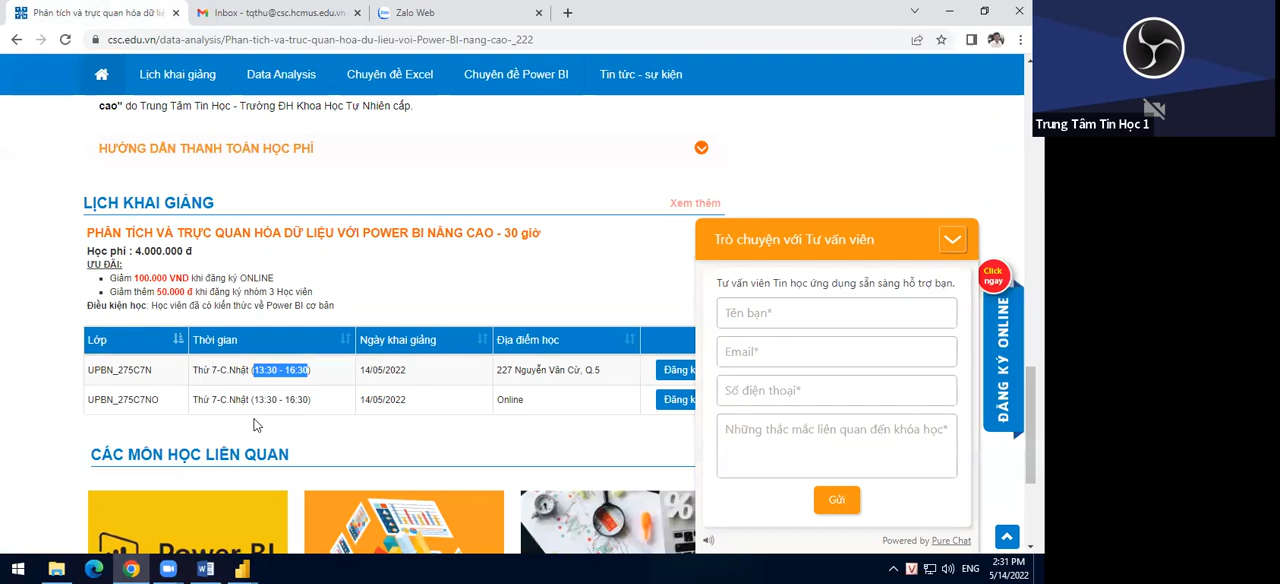 Phân tích và trực quan hóa dữ liệ
Inbox - tqthu@csc.hcmus.edu.vn
Zalo Web
csc.edu.vn/data-analysis/Phan-tich-va-truc-quan-hoa-du-lieu-voi-Power-BI-nang-cao-_222
Lịch khai giảng
Data Analysis
Chuyên đề Excel
Chuyên đề Power BI
Tin tức - sự kiện
Trung Tâm Tin Học 1
cao" do Trung Tâm Tin Học - Trường ĐH Khoa Học Tự Nhiên cấp.
HƯỚNG DẪN THANH TOÁN HỌC PHÍ
LỊCH KHAI GIẢNG
Xem thêm
PHÂN TÍCH VÀ TRỰC QUAN HÓA DỮ LIỆU VỚI POWER BI NÂNG CAO - 30 giờ
Học phí : 4.000.000 đ
ƯU ĐÃI:
Giảm 100.000 VND khi đăng ký ONLINE
Giảm thêm 50.000 đ khi đăng ký nhóm 3 Học viên
Điều kiện học: Học viên đã có kiến thức về Power BI cơ bản
Lớp Thời gian Ngày khai giảng Địa điểm học
UPBN_275C7N Thứ 7-C.Nhật (13:30 - 16:30) 14/05/2022 227 Nguyễn Văn Cừ, Q.5 Đăng k
UPBN_275C7NO Thứ 7-C.Nhật (13:30 - 16:30) 14/05/2022 Online Đăng k
CÁC MÔN HỌC LIÊN QUAN
Power BI
Trò chuyện với Tư vấn viên
Tư vấn viên Tin học ứng dụng sẵn sàng hỗ trợ bạn.
Tên bạn*
Email*
Số điện thoại*
Những thắc mắc liên quan đến khóa học*
Gửi
Powered by Pure Chat
Click
ngay
ĐĂNG KÝ ONLINE
ENG
2:31 PM
5/14/2022